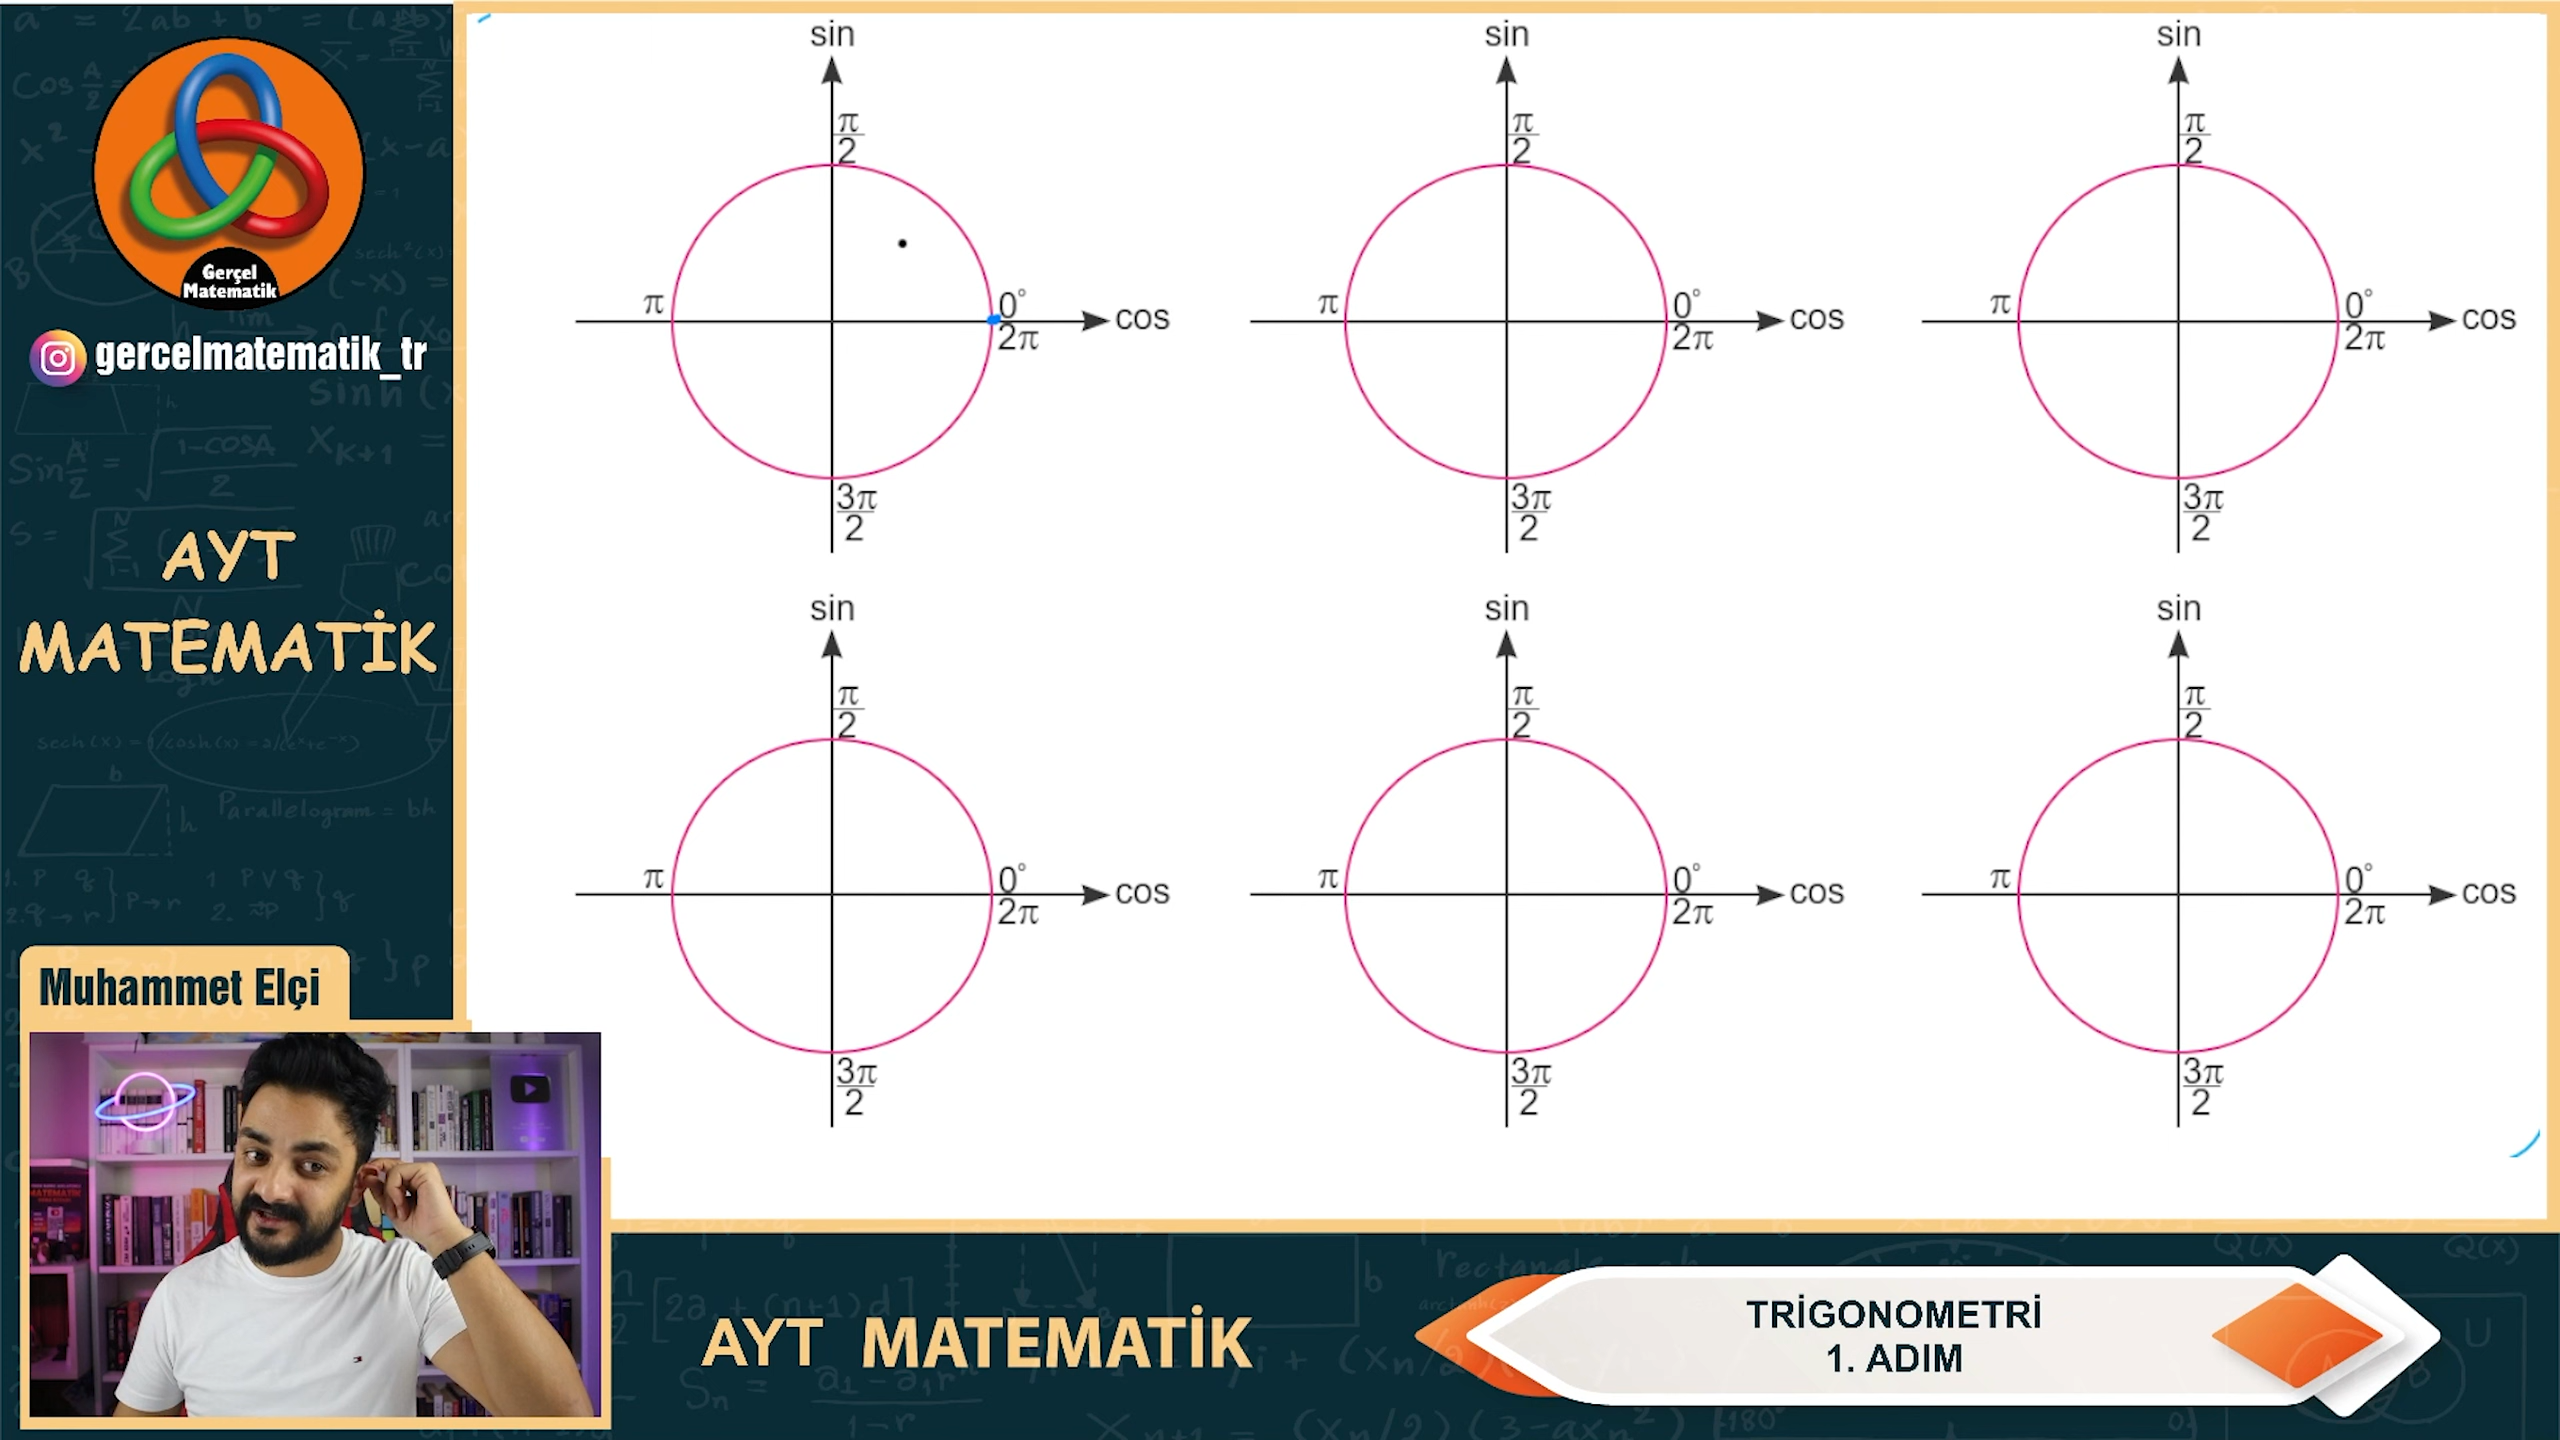 Gerçel
Matematik
gercelmatematik_tr
AYT
MATEMATİK
Muhammet Elçi
sin
π/2
π
0°
2π
cos
3π/2
sin
π/2
π
0°
2π
cos
3π/2
sin
π/2
π
0°
2π
cos
3π/2
sin
π/2
π
0°
2π
cos
3π/2
sin
π/2
π
0°
2π
cos
3π/2
sin
π/2
π
0°
2π
cos
3π/2
AYT MATEMATİK
TRİGONOMETRİ
1. ADIM